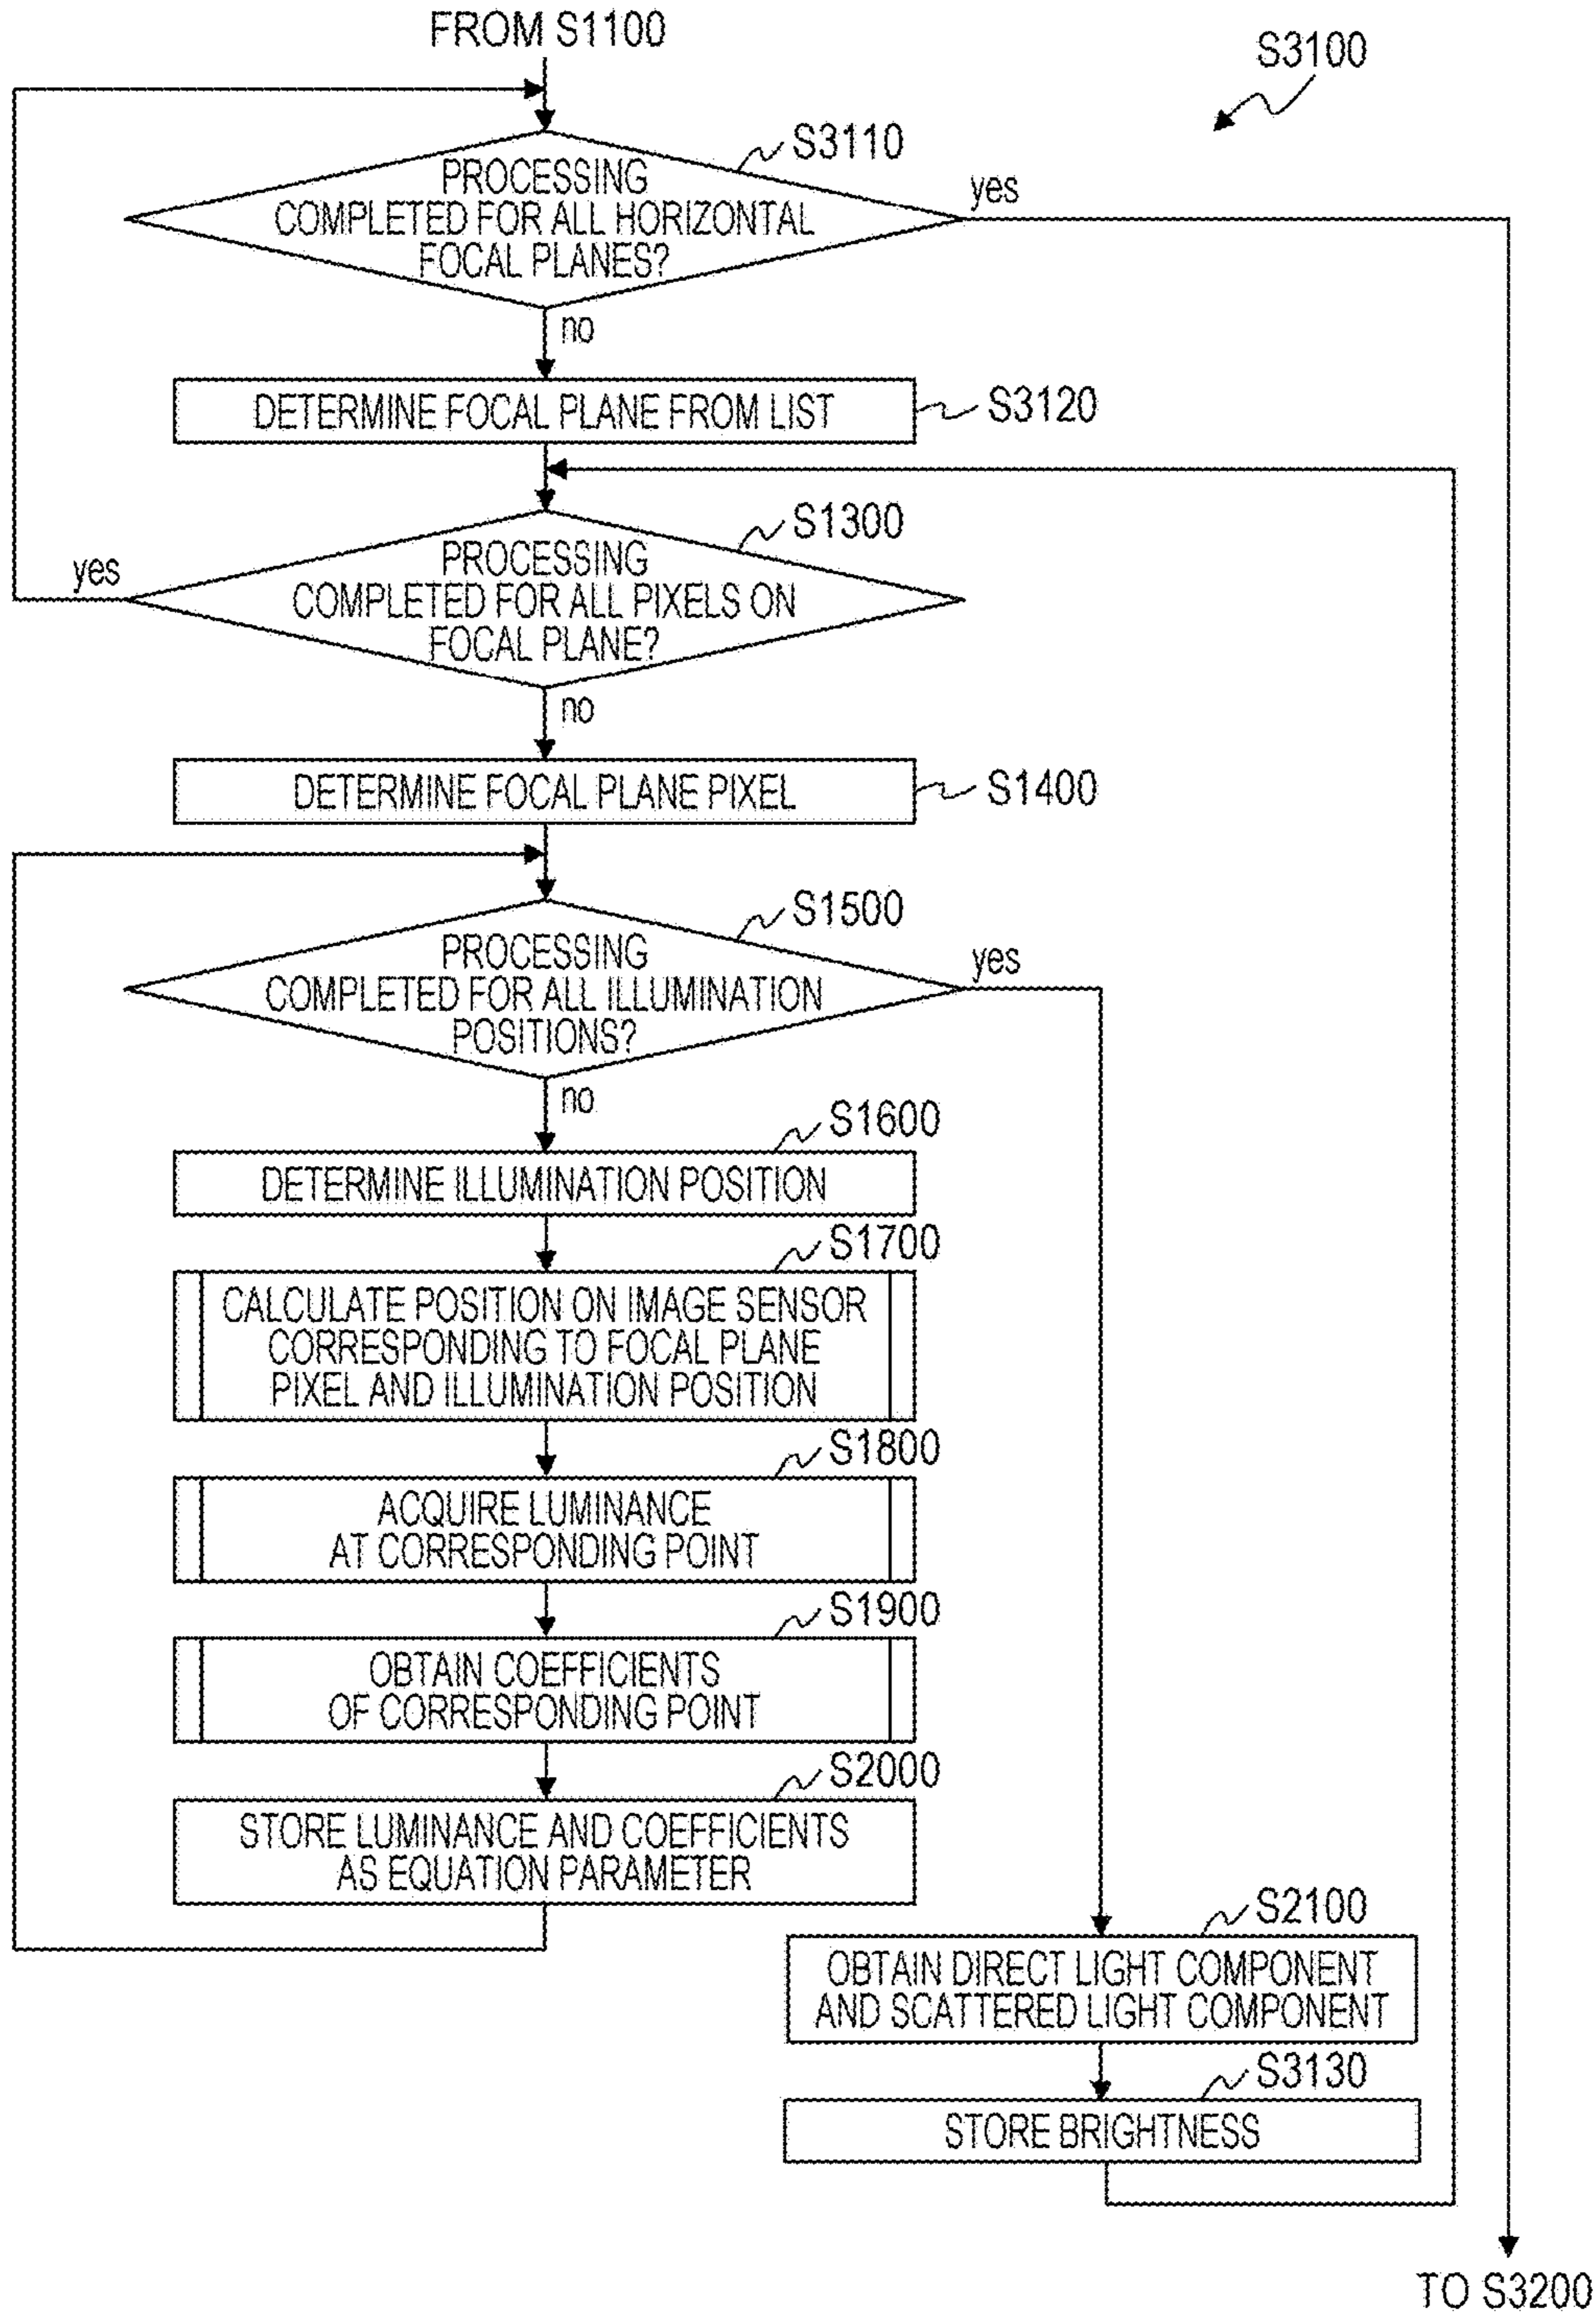 FROM S1100
S3100
S3110
PROCESSING
COMPLETED FOR ALL HORIZONTAL
FOCAL PLANES?
yes
no
DETERMINE FOCAL PLANE FROM LIST
S3120
S1300
PROCESSING
COMPLETED FOR ALL PIXELS ON
FOCAL PLANE?
yes
no
DETERMINE FOCAL PLANE PIXEL
S1400
S1500
PROCESSING
COMPLETED FOR ALL ILLUMINATION
POSITIONS?
yes
no
S1600
DETERMINE ILLUMINATION POSITION
S1700
CALCULATE POSITION ON IMAGE SENSOR
CORRESPONDING TO FOCAL PLANE
PIXEL AND ILLUMINATION POSITION
S1800
ACQUIRE LUMINANCE
AT CORRESPONDING POINT
S1900
OBTAIN COEFFICIENTS
OF CORRESPONDING POINT
S2000
STORE LUMINANCE AND COEFFICIENTS
AS EQUATION PARAMETER
S2100
OBTAIN DIRECT LIGHT COMPONENT
AND SCATTERED LIGHT COMPONENT
S3130
STORE BRIGHTNESS
TO S3200